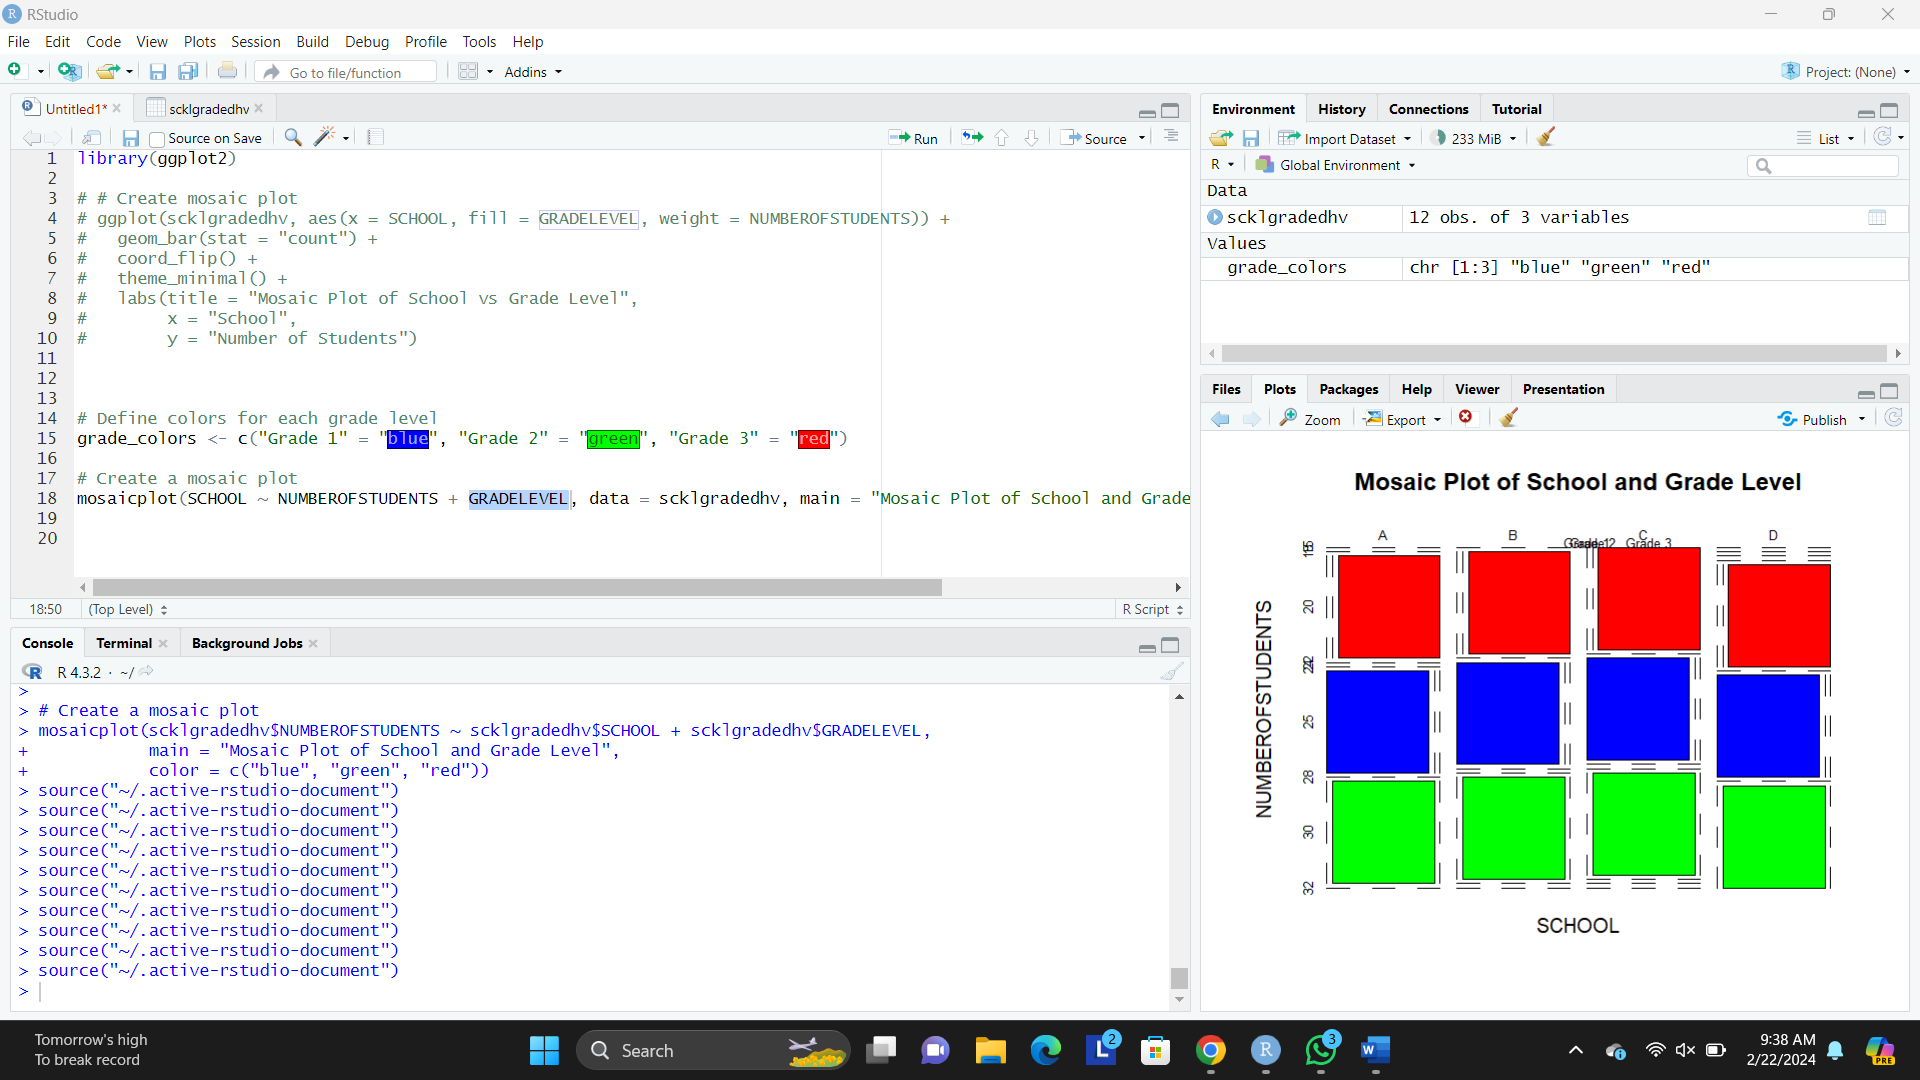 RStudio
File Edit Code View Plots Session Build Debug Profile Tools Help
Go to file/function Addins Project: (None)
Untitled1* scklgradedhv
Source on Save Run Source
1 library(ggplot2)
2
3 # # Create mosaic plot
4 # ggplot(scklgradedhv, aes(x = SCHOOL, fill = GRADELEVEL, weight = NUMBEROFSTUDENTS)) +
5 #   geom_bar(stat = "count") +
6 #   coord_flip() +
7 #   theme_minimal() +
8 #   labs(title = "Mosaic Plot of School vs Grade Level",
9 #        x = "School",
10 #        y = "Number of Students")
11
12
13
14 # Define colors for each grade level
15 grade_colors <- c("Grade 1" = "blue", "Grade 2" = "green", "Grade 3" = "red")
16
17 # Create a mosaic plot
18 mosaicplot(SCHOOL ~ NUMBEROFSTUDENTS + GRADELEVEL, data = scklgradedhv, main = "Mosaic Plot of School and Grade
19
20
18:50 (Top Level) R Script
Console Terminal Background Jobs
R 4.3.2 · ~/
>
> # Create a mosaic plot
> mosaicplot(scklgradedhv$NUMBEROFSTUDENTS ~ scklgradedhv$SCHOOL + scklgradedhv$GRADELEVEL,
+            main = "Mosaic Plot of School and Grade Level",
+            color = c("blue", "green", "red"))
> source("~/.active-rstudio-document")
> source("~/.active-rstudio-document")
> source("~/.active-rstudio-document")
> source("~/.active-rstudio-document")
> source("~/.active-rstudio-document")
> source("~/.active-rstudio-document")
> source("~/.active-rstudio-document")
> source("~/.active-rstudio-document")
> source("~/.active-rstudio-document")
> source("~/.active-rstudio-document")
>
Environment History Connections Tutorial
Import Dataset 233 MiB List
R Global Environment
Data
scklgradedhv 12 obs. of 3 variables
Values
grade_colors chr [1:3] "blue" "green" "red"
Files Plots Packages Help Viewer Presentation
Zoom Export Publish
Mosaic Plot of School and Grade Level
A B C D
Grade 3
20
25
28
30
32
NUMBEROFSTUDENTS
SCHOOL
Tomorrow's high
To break record
Search
2
3
9:38 AM
2/22/2024
PRE